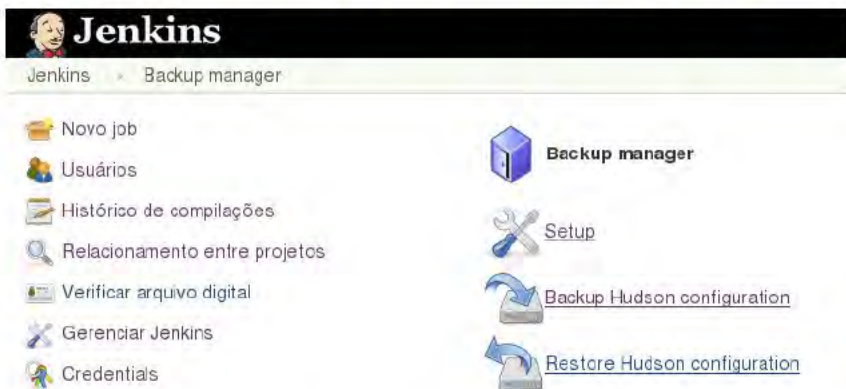 Jenkins
Jenkins Backup manager
Novo job
Usuários
Histórico de compilações
Relacionamento entre projetos
Verificar arquivo digital
Gerenciar Jenkins
Credentials
Backup manager
Setup
Backup Hudson configuration
Restore Hudson configuration